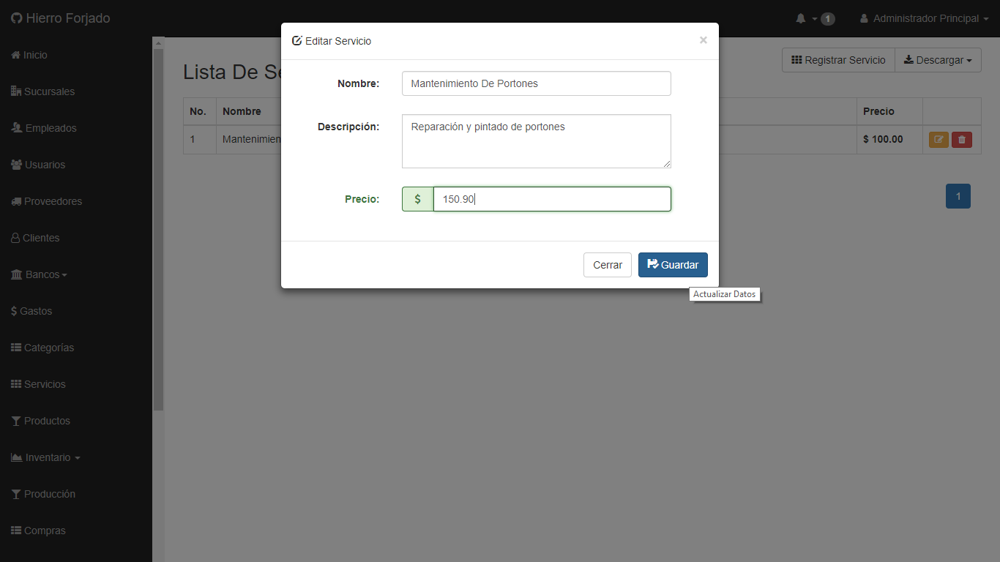 Hierro Forjado
1
Administrador Principal
Inicio
Sucursales
Empleados
Usuarios
Proveedores
Clientes
Bancos
$ Gastos
Categorías
Servicios
Productos
Inventario
Producción
Compras
Lista De Se
Registrar Servicio
Descargar
No. Nombre Precio
1 Mantenimien $ 100.00
1
Editar Servicio ×
Nombre: Mantenimiento De Portones
Descripción: Reparación y pintado de portones
Precio: $ 150.90
Cerrar
Guardar
Actualizar Datos